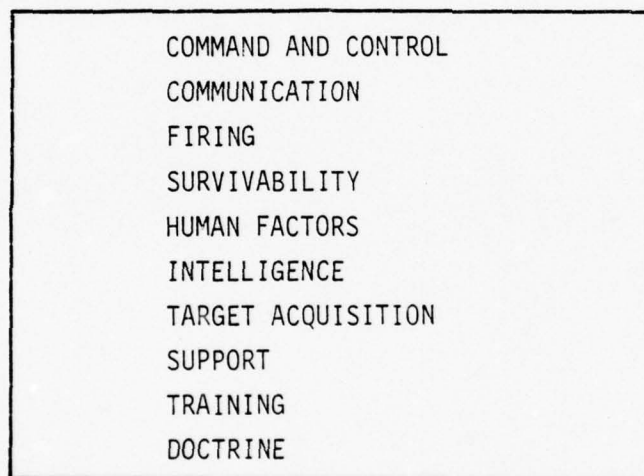 COMMAND AND CONTROL
COMMUNICATION
FIRING
SURVIVABILITY
HUMAN FACTORS
INTELLIGENCE
TARGET ACQUISITION
SUPPORT
TRAINING
DOCTRINE